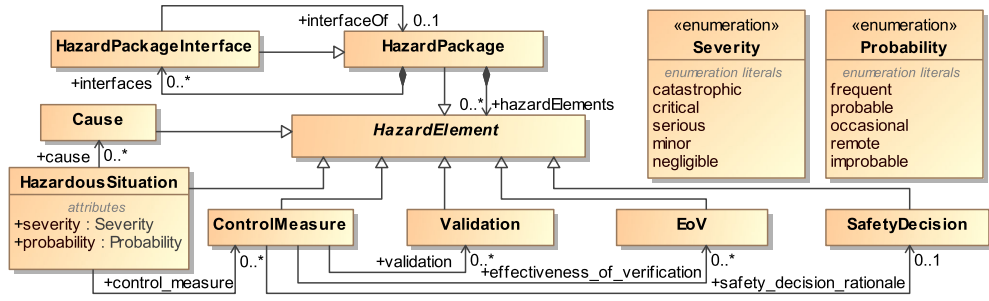 +interfaceOf 0..1
HazardPackageInterface
HazardPackage
+interfaces 0..*
0..* +hazardElements
Cause
HazardElement
+cause 0..*
HazardousSituation
attributes
+severity : Severity
+probability : Probability
ControlMeasure
Validation
EoV
SafetyDecision
+control_measure 0..*
+validation 0..*
+effectiveness_of_verification 0..*
+safety_decision_rationale 0..1
«enumeration»
Severity
enumeration literals
catastrophic
critical
serious
minor
negligible
«enumeration»
Probability
enumeration literals
frequent
probable
occasional
remote
improbable